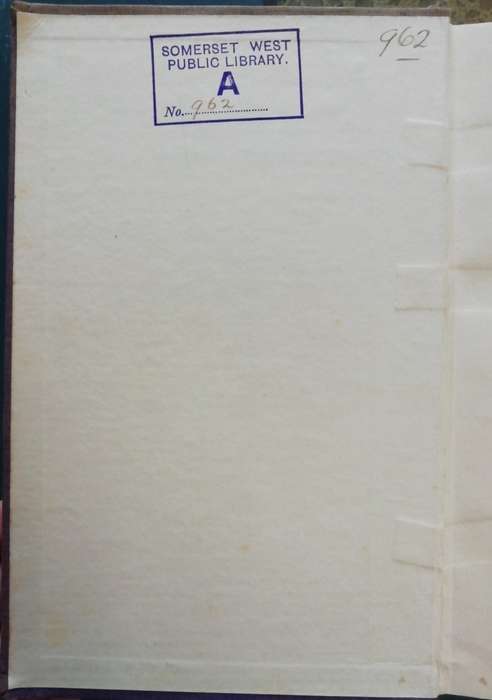 962
SOMERSET WEST
PUBLIC LIBRARY.
A
No. 962